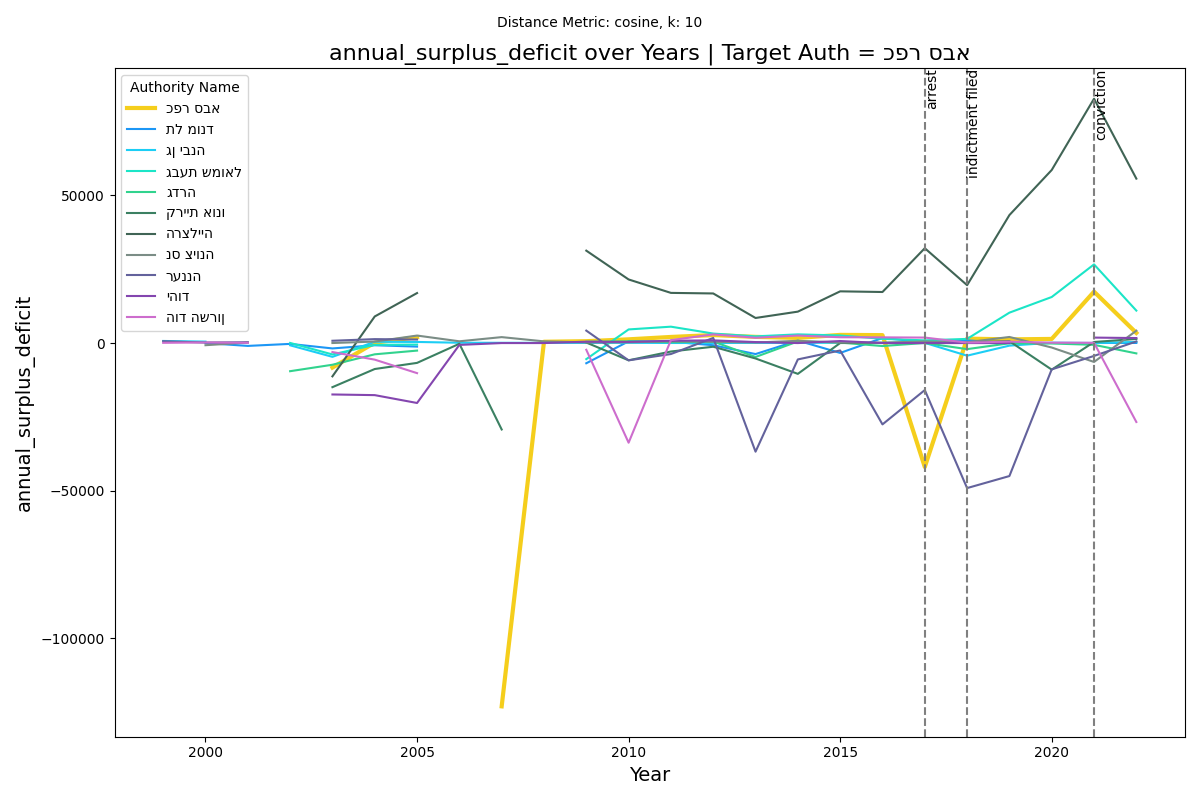 Distance Metric: cosine, k: 10
annual_surplus_deficit over Years | Target Auth = כפר סבא
Authority Name
כפר סבא
תל מונד
גן יבנה
גבעת שמואל
גדרה
קריית אונו
הרצלייה
נס ציונה
רעננה
יהוד
הוד השרון
arrest
indictment filed
conviction
annual_surplus_deficit
50000
0
−50000
−100000
2000
2005
2010
2015
2020
Year